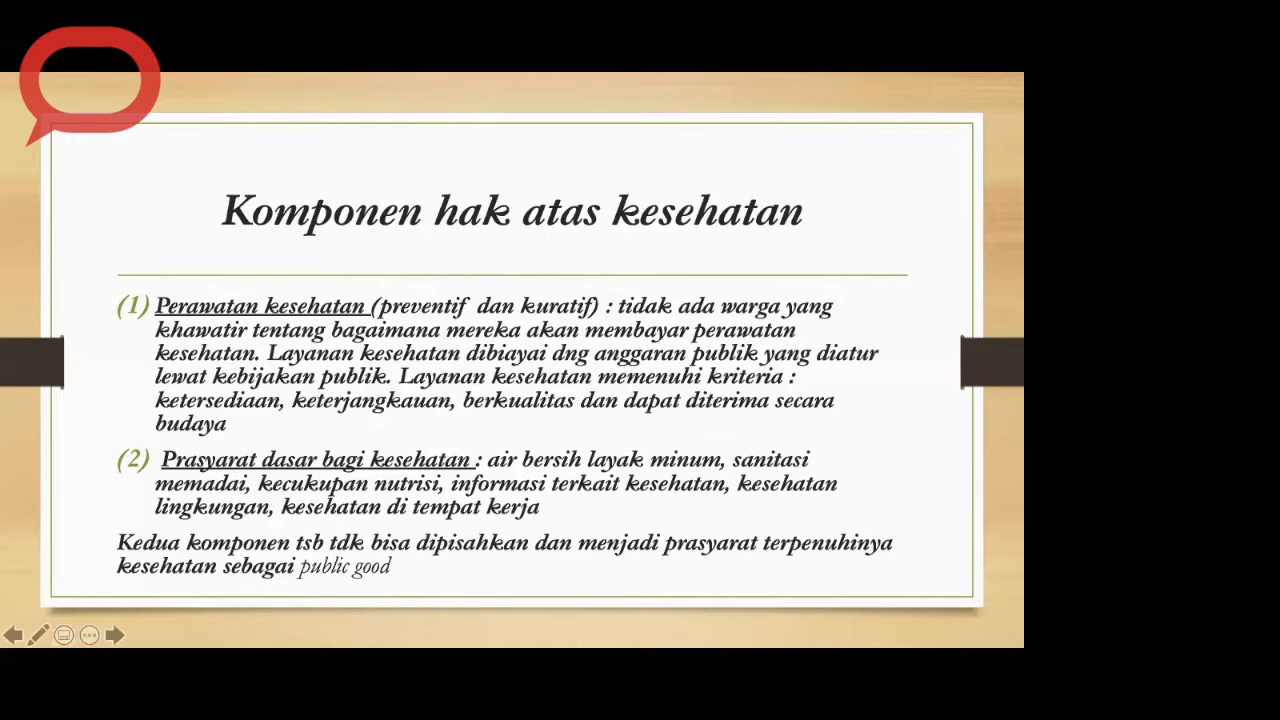 Komponen hak atas kesehatan
(1) Perawatan kesehatan (preventif dan kuratif) : tidak ada warga yang
khawatir tentang bagaimana mereka akan membayar perawatan
kesehatan. Layanan kesehatan dibiayai dng anggaran publik yang diatur
lewat kebijakan publik. Layanan kesehatan memenuhi kriteria :
ketersediaan, keterjangkauan, berkualitas dan dapat diterima secara
budaya
(2) Prasyarat dasar bagi kesehatan : air bersih layak minum, sanitasi
memadai, kecukupan nutrisi, informasi terkait kesehatan, kesehatan
lingkungan, kesehatan di tempat kerja
Kedua komponen tsb tdk bisa dipisahkan dan menjadi prasyarat terpenuhinya
kesehatan sebagai public good